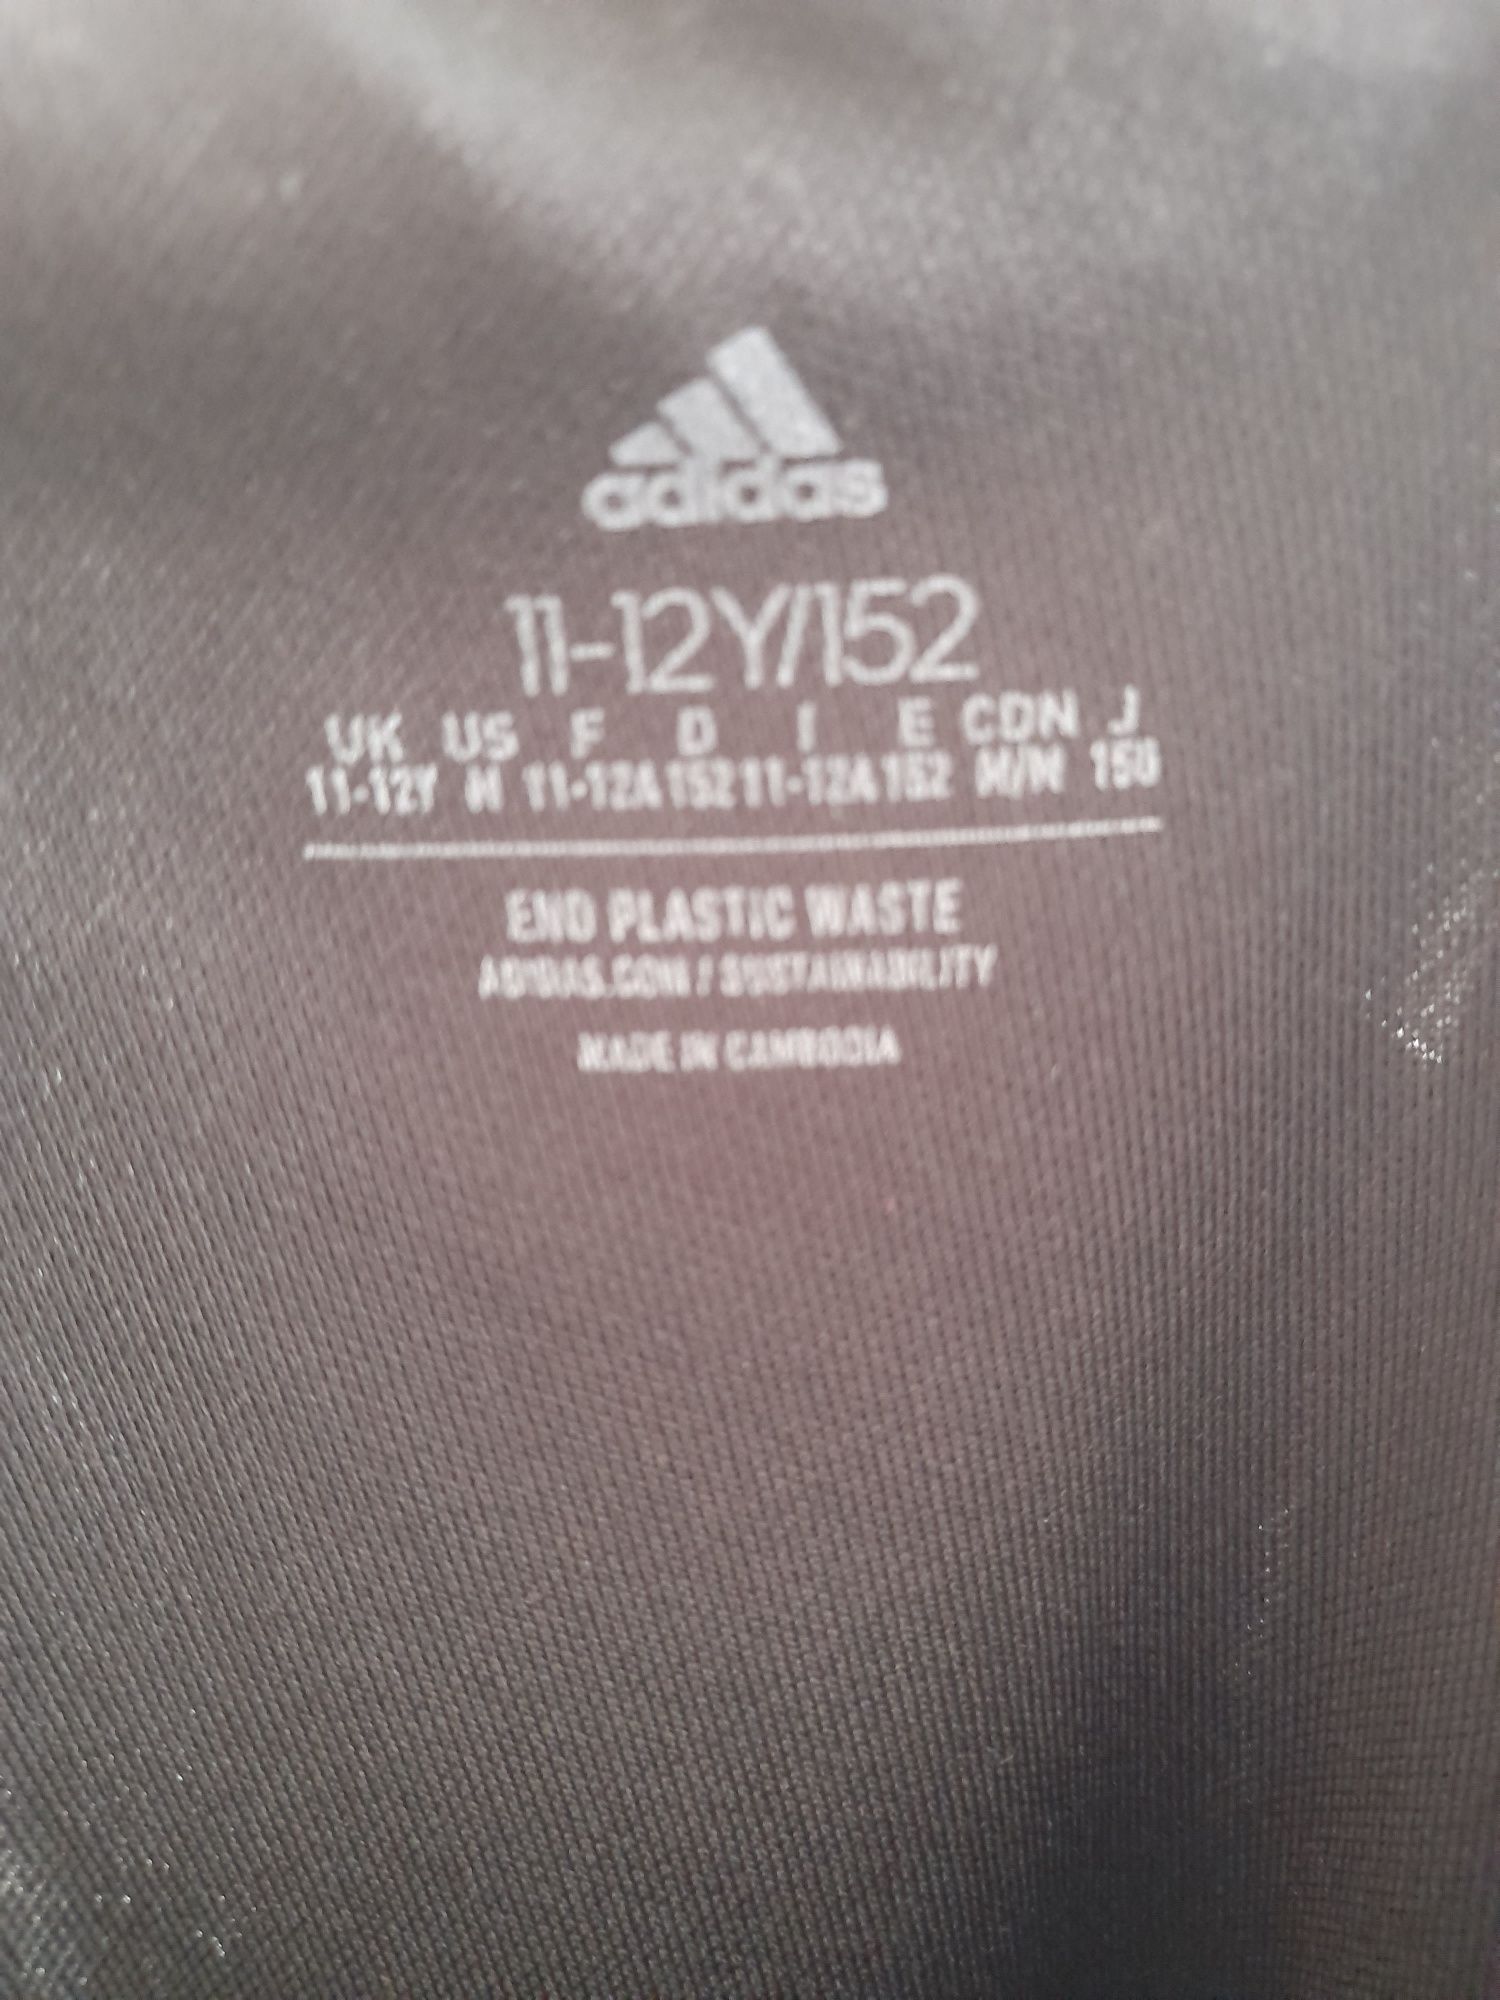 adidas
11-12Y/152
UK US F D I E CDN J
11-12Y M 11-12A 152 11-12A 152 M/M 150
END PLASTIC WASTE
ADIDAS.COM / SUSTAINABILITY
MADE IN CAMBODIA